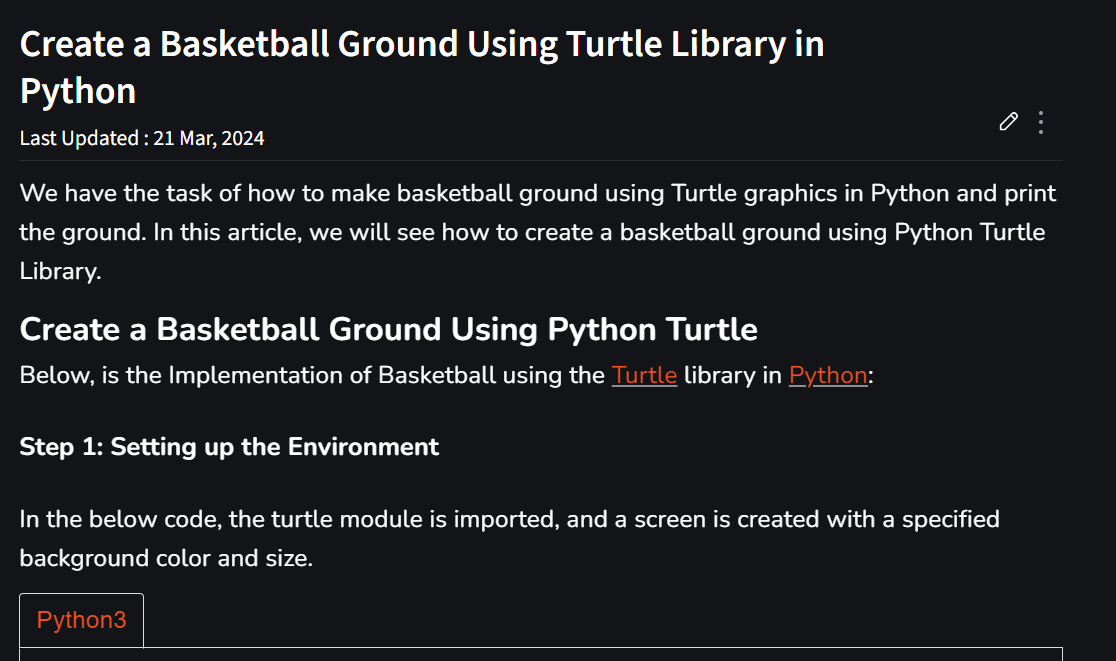 Create a Basketball Ground Using Turtle Library in
Python
Last Updated : 21 Mar, 2024
We have the task of how to make basketball ground using Turtle graphics in Python and print
the ground. In this article, we will see how to create a basketball ground using Python Turtle
Library.
Create a Basketball Ground Using Python Turtle
Below, is the Implementation of Basketball using the Turtle library in Python:
Step 1: Setting up the Environment
In the below code, the turtle module is imported, and a screen is created with a specified
background color and size.
Python3